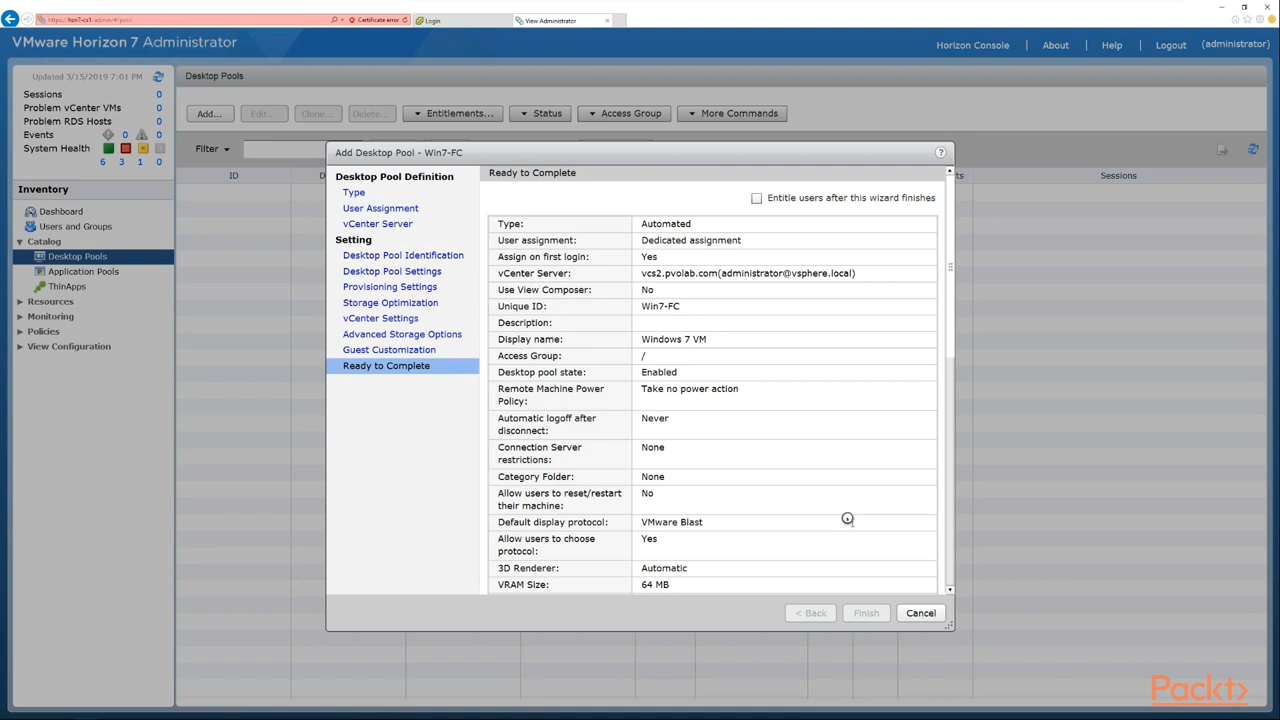 https://hzn7-cs1/admin/#/pool
Certificate error
Login
View Administrator
VMware Horizon 7 Administrator
Horizon Console
About
Help
Logout
(administrator)
Updated 3/15/2019 7:01 PM
Sessions 0
Problem vCenter VMs 0
Problem RDS Hosts 0
Events 0 0
System Health
6 3 1 0
Inventory
Dashboard
Users and Groups
Catalog
Desktop Pools
Application Pools
ThinApps
Resources
Monitoring
Policies
View Configuration
Desktop Pools
Add...
Edit...
Clone...
Delete...
Entitlements...
Status
Access Group
More Commands
Filter
ID
Sessions
Add Desktop Pool - Win7-FC
?
Desktop Pool Definition
Type
User Assignment
vCenter Server
Setting
Desktop Pool Identification
Desktop Pool Settings
Provisioning Settings
Storage Optimization
vCenter Settings
Advanced Storage Options
Guest Customization
Ready to Complete
Ready to Complete
Entitle users after this wizard finishes
Type: Automated
User assignment: Dedicated assignment
Assign on first login: Yes
vCenter Server: vcs2.pvolab.com(administrator@vsphere.local)
Use View Composer: No
Unique ID: Win7-FC
Description:
Display name: Windows 7 VM
Access Group: /
Desktop pool state: Enabled
Remote Machine Power Take no power action
Policy:
Automatic logoff after Never
disconnect:
Connection Server None
restrictions:
Category Folder: None
Allow users to reset/restart No
their machine:
Default display protocol: VMware Blast
Allow users to choose Yes
protocol:
3D Renderer: Automatic
VRAM Size: 64 MB
< Back
Finish
Cancel
Packt>